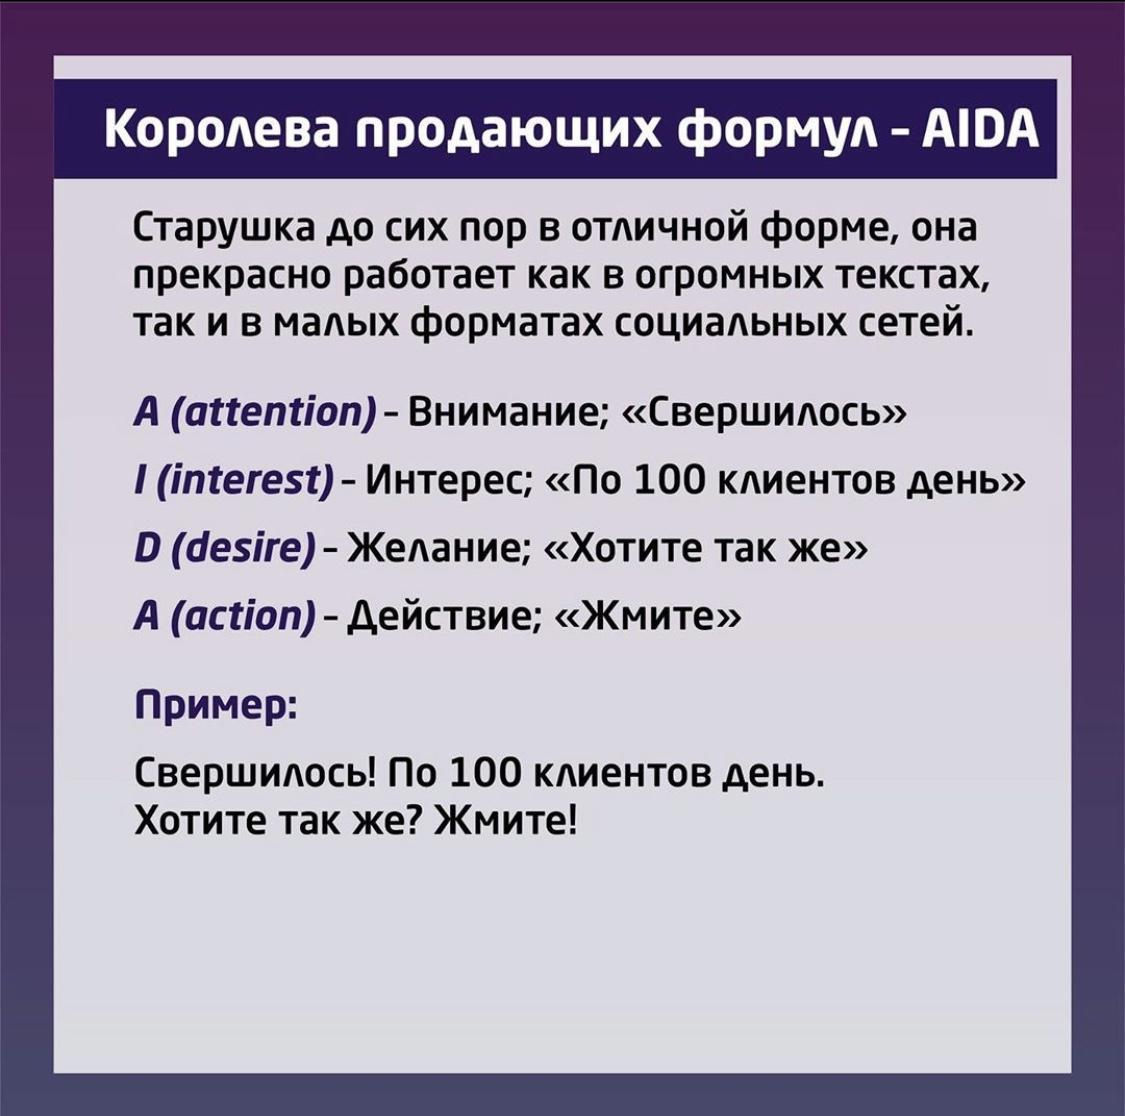 Королева продающих формул – AIDA
Старушка до сих пор в отличной форме, она
прекрасно работает как в огромных текстах,
так и в малых форматах социальных сетей.
A (attention) – Внимание; «Свершилось»
I (interest) – Интерес; «По 100 клиентов день»
D (desire) – Желание; «Хотите так же»
A (action) – Действие; «Жмите»
Пример:
Свершилось! По 100 клиентов день.
Хотите так же? Жмите!